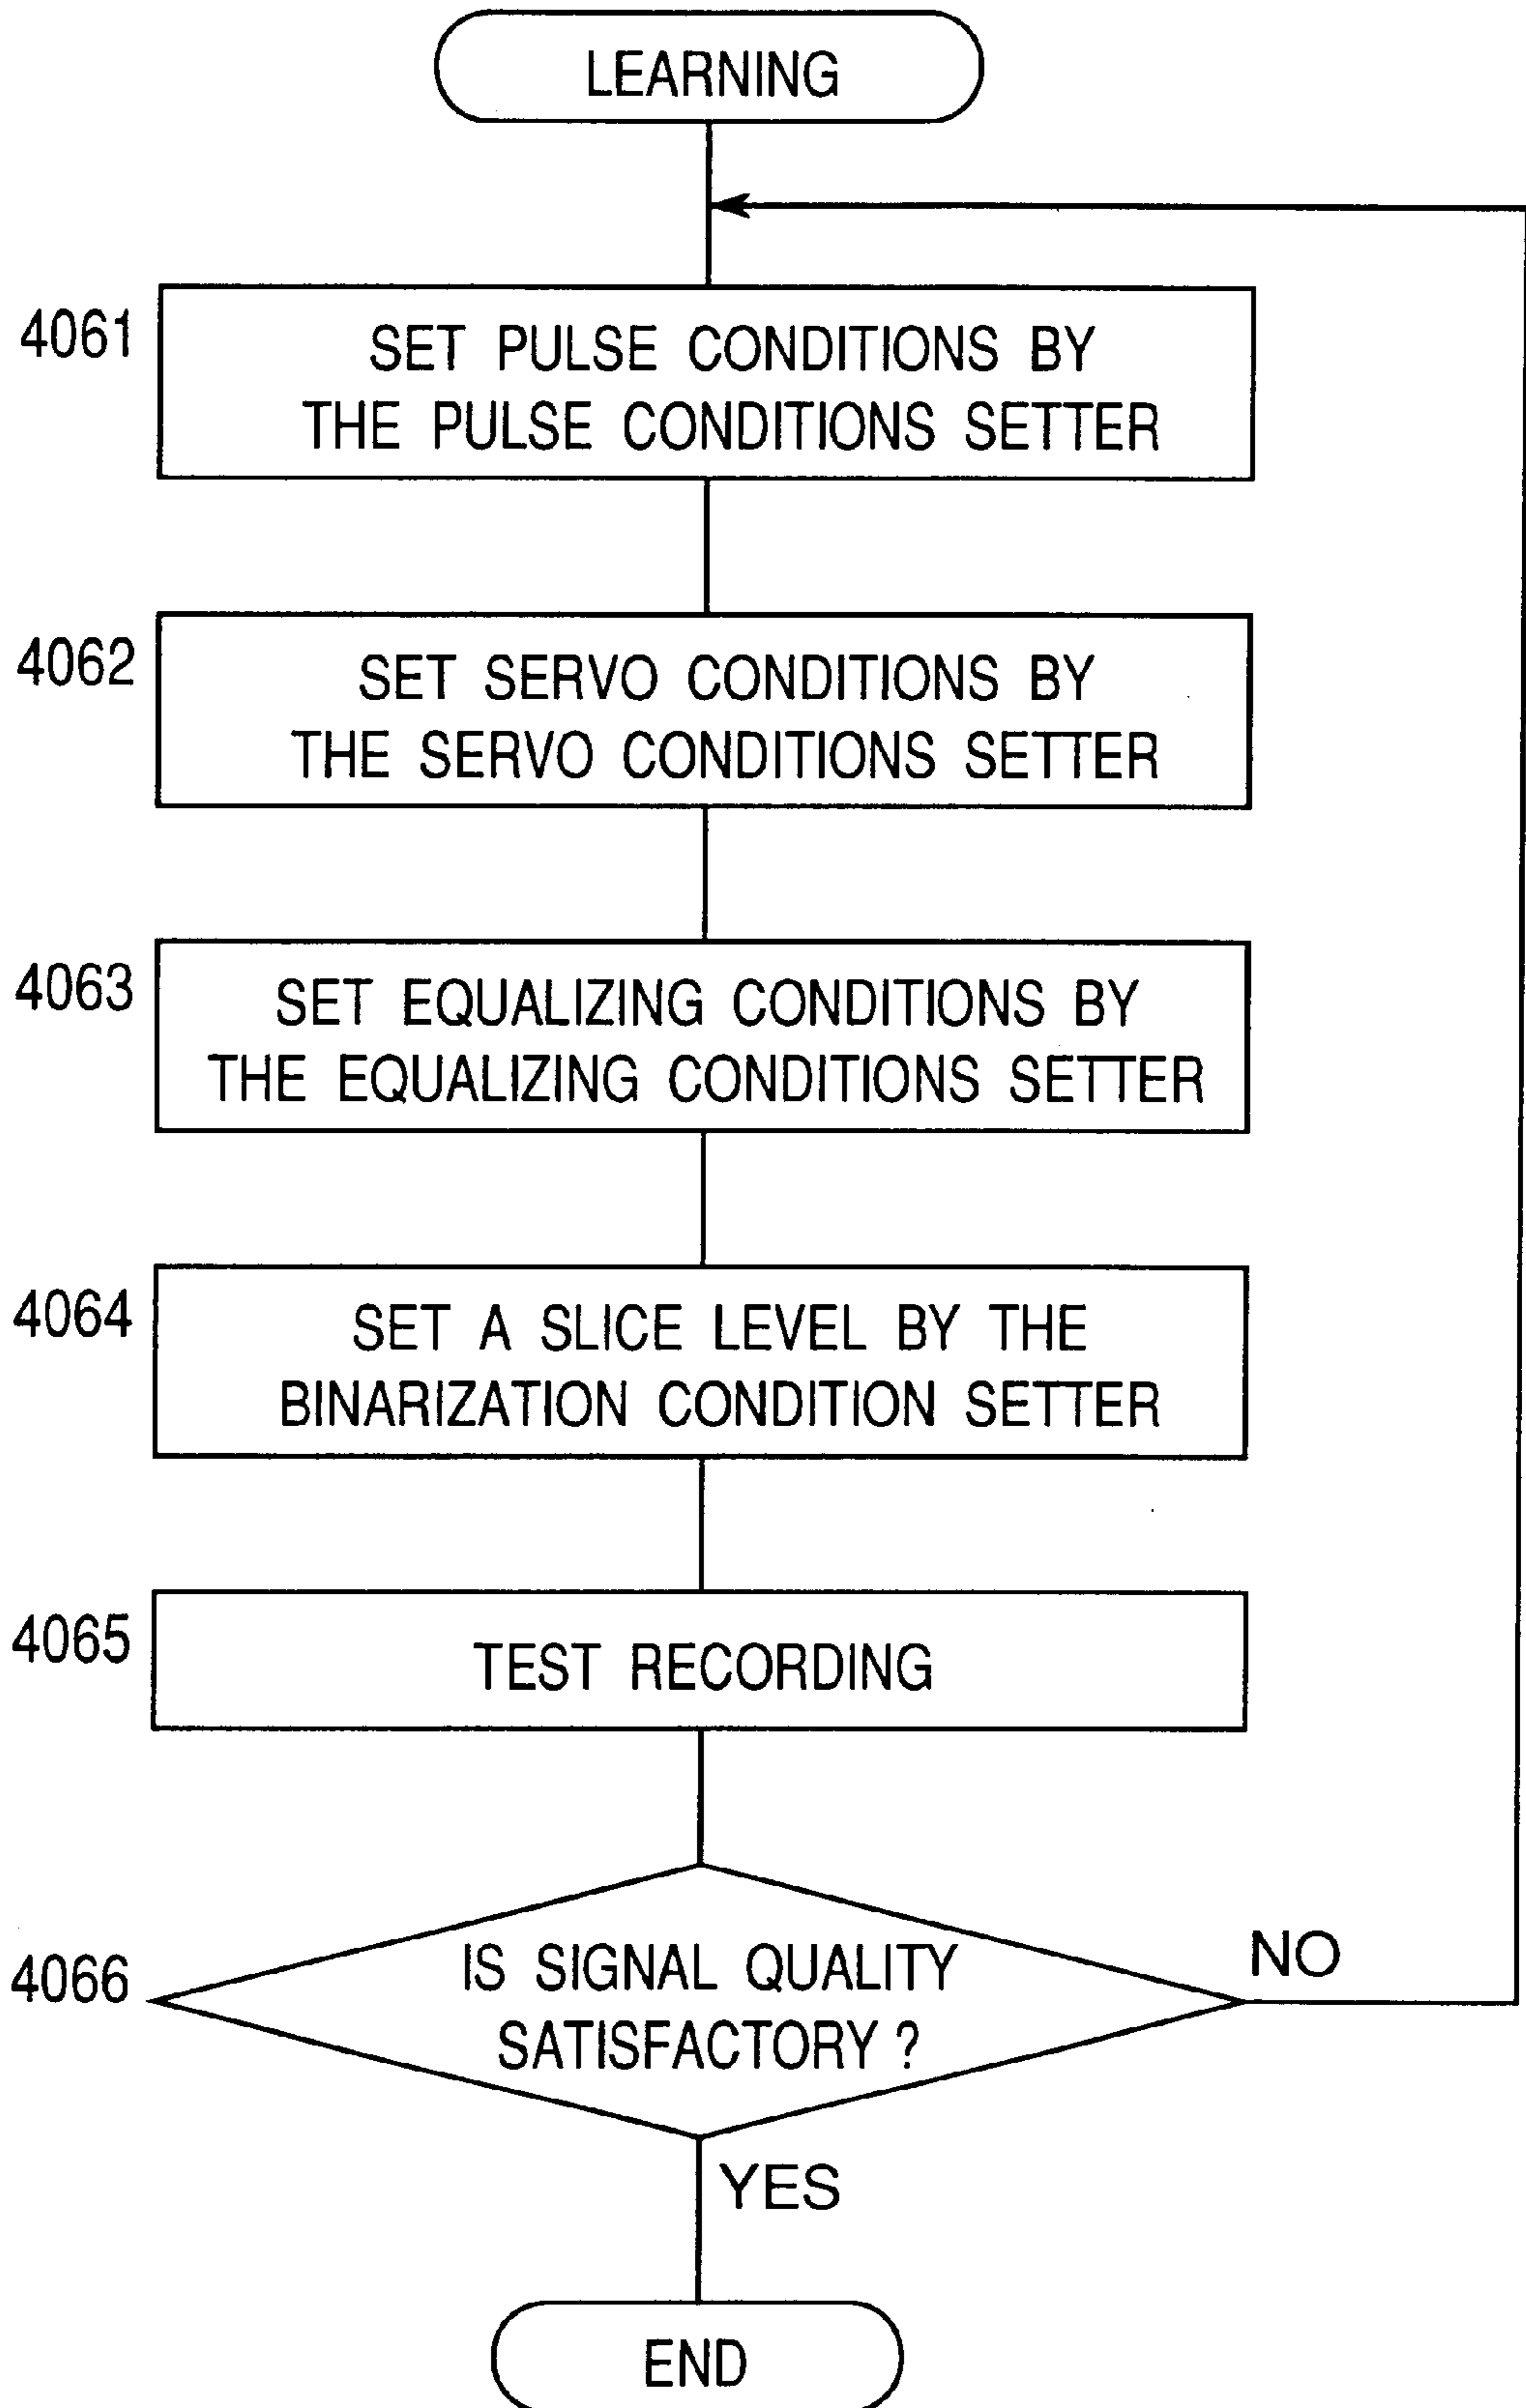 LEARNING
4061
SET PULSE CONDITIONS BY
THE PULSE CONDITIONS SETTER
4062
SET SERVO CONDITIONS BY
THE SERVO CONDITIONS SETTER
4063
SET EQUALIZING CONDITIONS BY
THE EQUALIZING CONDITIONS SETTER
4064
SET A SLICE LEVEL BY THE
BINARIZATION CONDITION SETTER
4065
TEST RECORDING
4066
IS SIGNAL QUALITY
SATISFACTORY ?
NO
YES
END